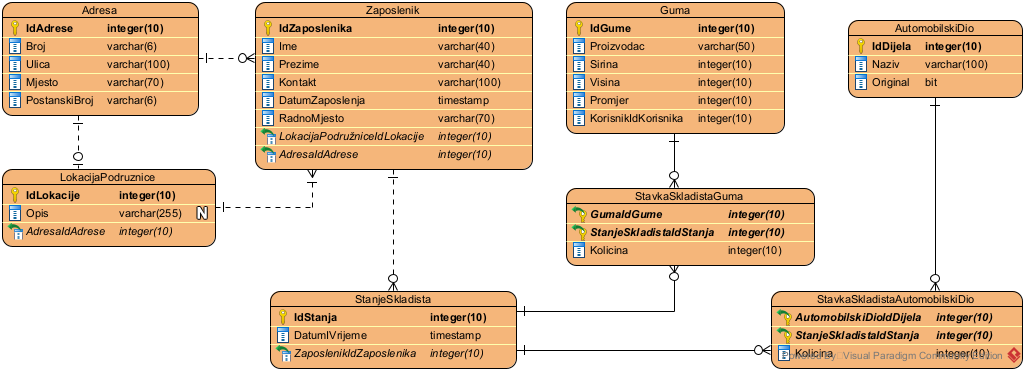 Adresa
IdAdrese integer(10)
Broj varchar(6)
Ulica varchar(100)
Mjesto varchar(70)
PostanskiBroj varchar(6)
Zaposlenik
IdZaposlenika integer(10)
Ime varchar(40)
Prezime varchar(40)
Kontakt varchar(100)
DatumZaposlenja timestamp
RadnoMjesto varchar(70)
LokacijaPodružniceIdLokacije integer(10)
AdresaIdAdrese integer(10)
Guma
IdGume integer(10)
Proizvodac varchar(50)
Sirina integer(10)
Visina integer(10)
Promjer integer(10)
KorisnikIdKorisnika integer(10)
AutomobilskiDio
IdDijela integer(10)
Naziv varchar(100)
Original bit
LokacijaPodruznice
IdLokacije integer(10)
Opis varchar(255) N
AdresaIdAdrese integer(10)
StavkaSkladistaGuma
GumaIdGume integer(10)
StanjeSkladistaIdStanja integer(10)
Kolicina integer(10)
StanjeSkladista
IdStanja integer(10)
DatumIVrijeme timestamp
ZaposlenikIdZaposlenika integer(10)
StavkaSkladistaAutomobilskiDio
AutomobilskiDioIdDijela integer(10)
StanjeSkladistaIdStanja integer(10)
Kolicina integer(10)
Powered By: Visual Paradigm Community Edition